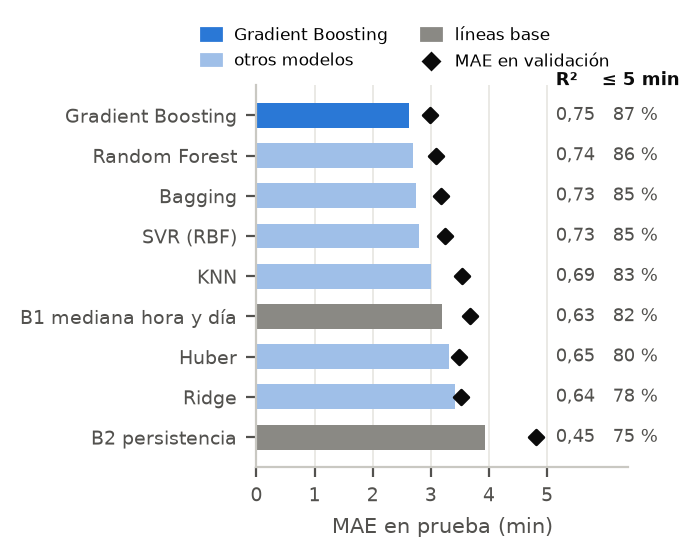 Gradient Boosting
líneas base
otros modelos
MAE en validación
R² ≤ 5 min
Gradient Boosting 0,75 87 %
Random Forest 0,74 86 %
Bagging 0,73 85 %
SVR (RBF) 0,73 85 %
KNN 0,69 83 %
B1 mediana hora y día 0,63 82 %
Huber 0,65 80 %
Ridge 0,64 78 %
B2 persistencia 0,45 75 %
0 1 2 3 4 5
MAE en prueba (min)